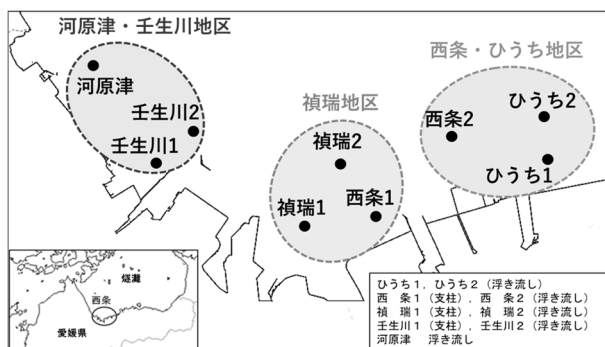 河原津・壬生川地区
西条・ひうち地区
河原津
禎瑞地区
壬生川2
ひうち2
西条2
壬生川1
禎瑞2
ひうち1
禎瑞1
西条1
燧灘
西条
愛媛県
ひうち1，ひうち2（浮き流し）
西　条1（支柱），西　条2（浮き流し）
禎　瑞1（支柱），禎　瑞2（浮き流し）
壬生川1（支柱），壬生川2（浮き流し）
河原津　浮き流し